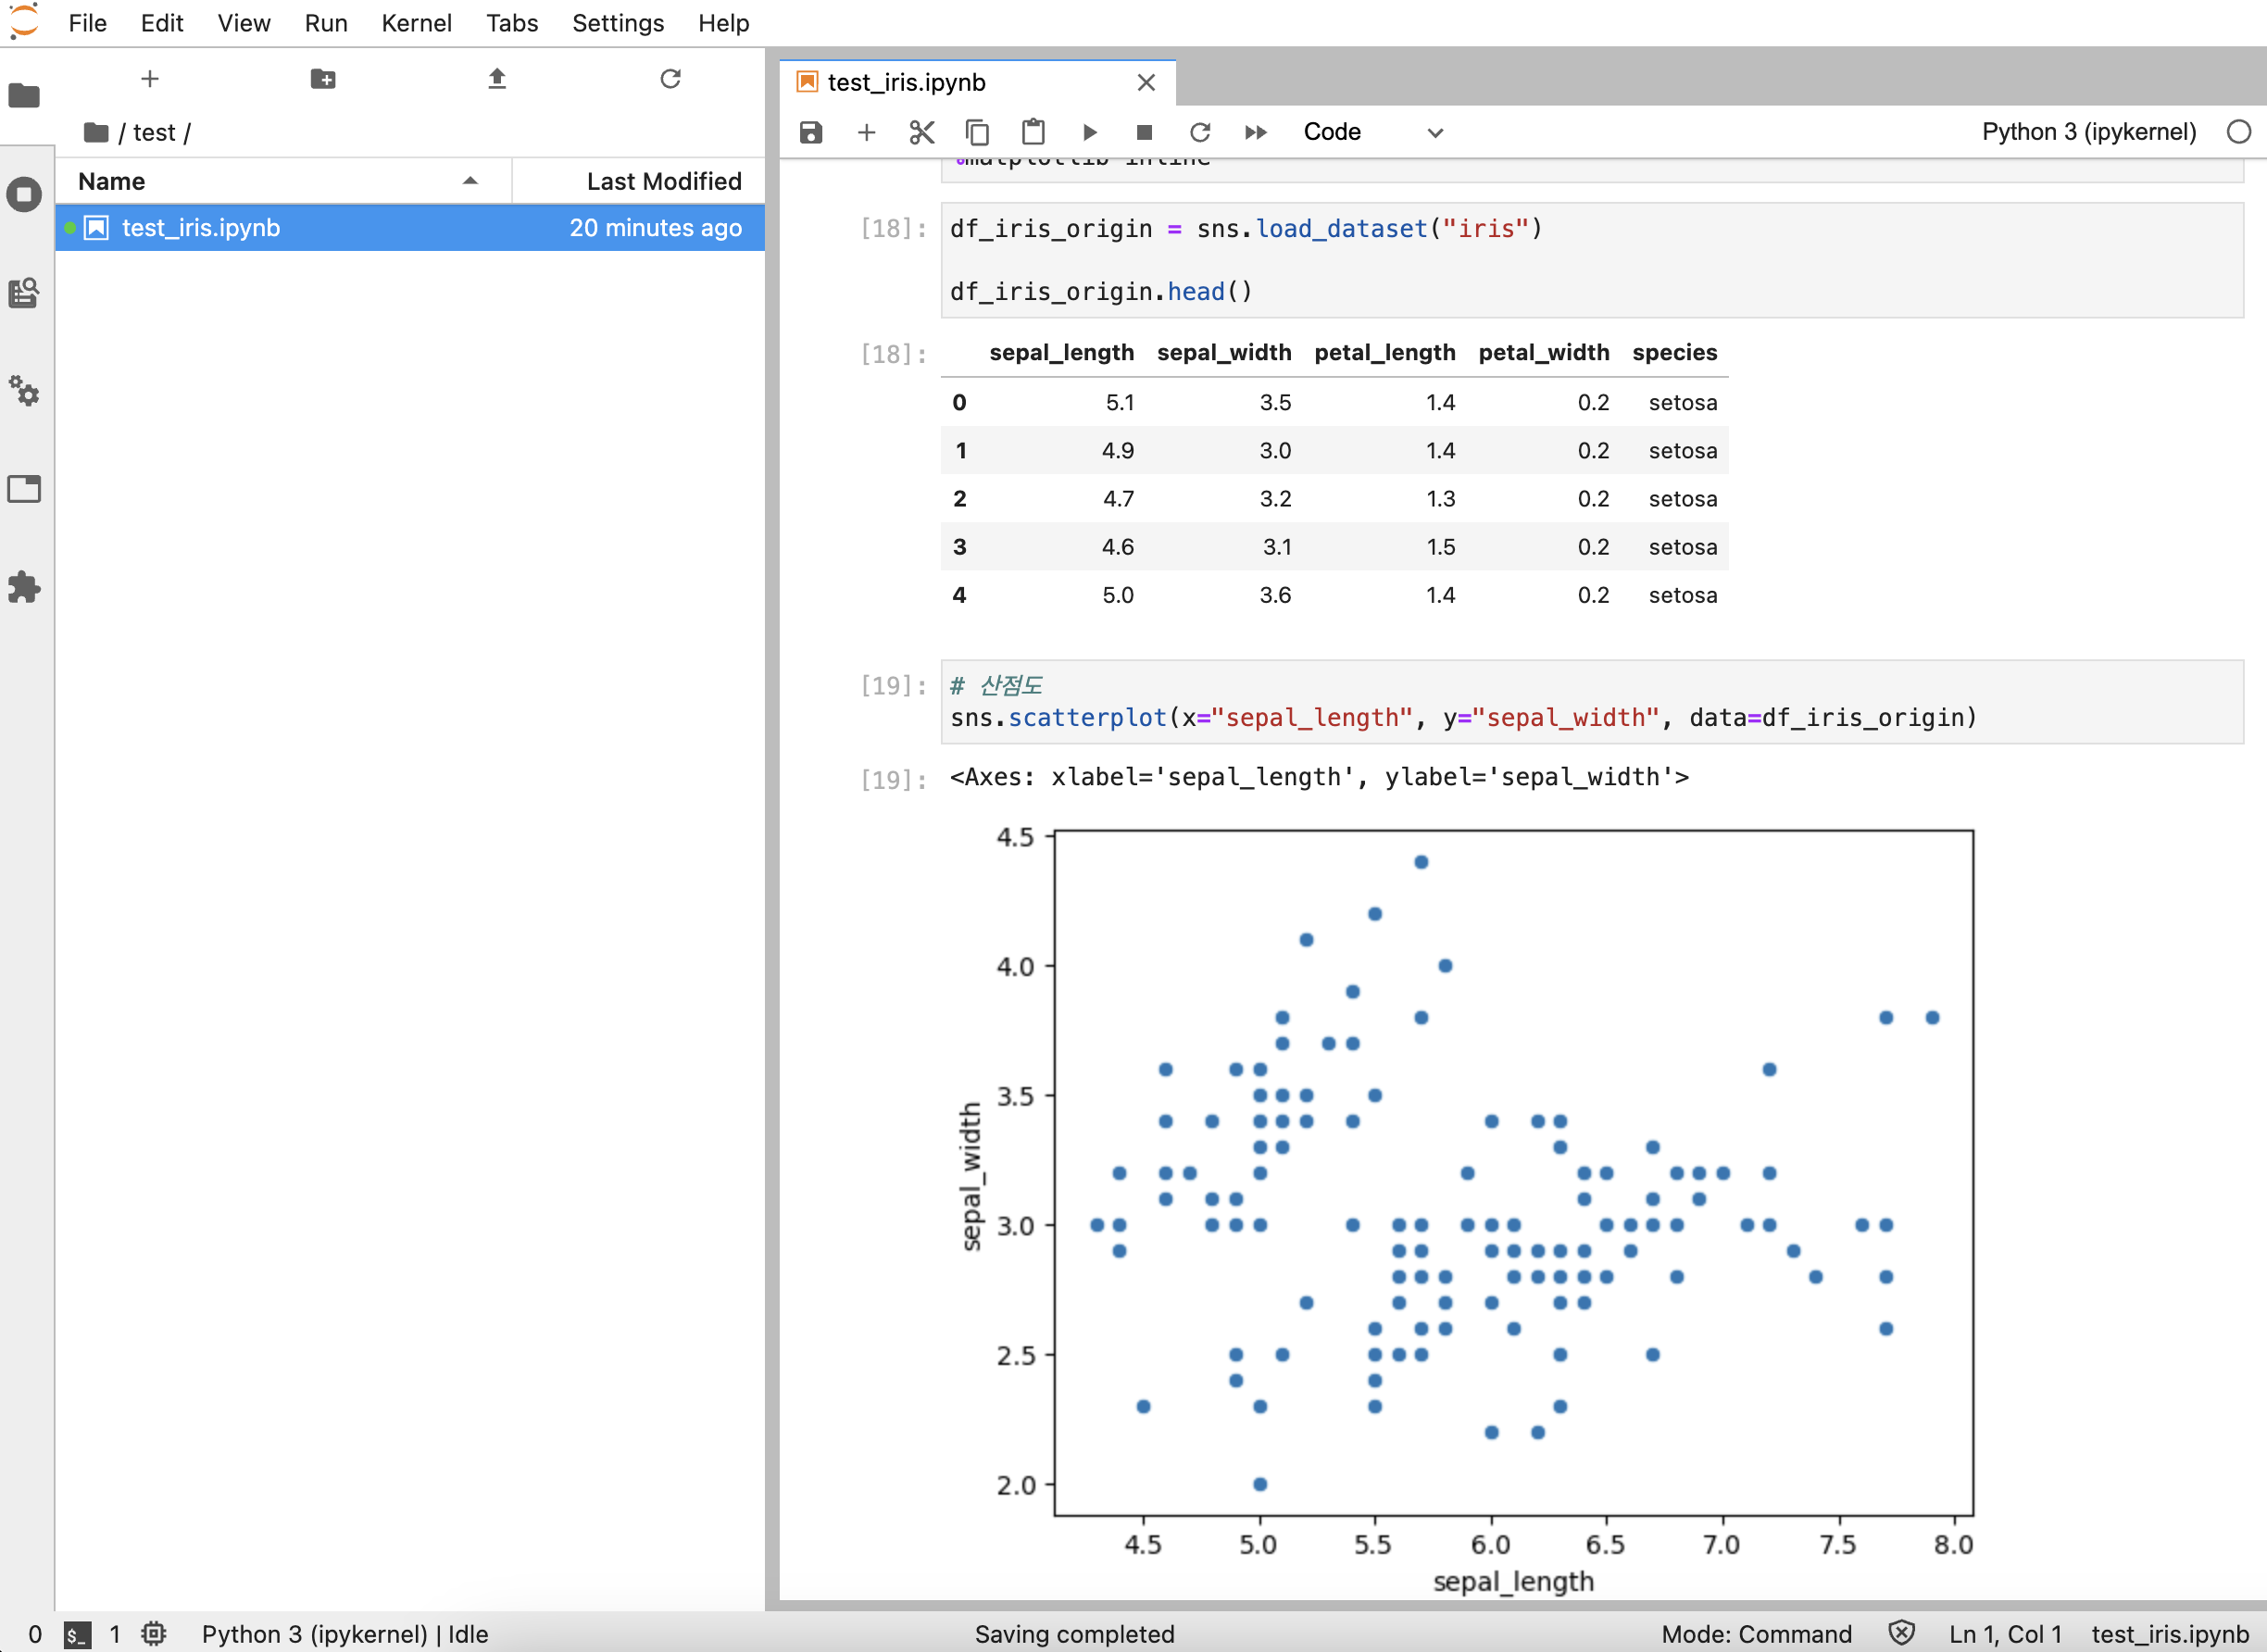 File Edit View Run Kernel Tabs Settings Help
/ test /
Name Last Modified
test_iris.ipynb 20 minutes ago
test_iris.ipynb
Code Python 3 (ipykernel)
%matplotlib inline
[18]: df_iris_origin = sns.load_dataset("iris")
df_iris_origin.head()
[18]: sepal_length sepal_width petal_length petal_width species
0 5.1 3.5 1.4 0.2 setosa
1 4.9 3.0 1.4 0.2 setosa
2 4.7 3.2 1.3 0.2 setosa
3 4.6 3.1 1.5 0.2 setosa
4 5.0 3.6 1.4 0.2 setosa
[19]: # 산점도
sns.scatterplot(x="sepal_length", y="sepal_width", data=df_iris_origin)
[19]: <Axes: xlabel='sepal_length', ylabel='sepal_width'>
4.5
4.0
3.5
3.0
2.5
2.0
sepal_width
4.5 5.0 5.5 6.0 6.5 7.0 7.5 8.0
sepal_length
0 $_ 1 Python 3 (ipykernel) | Idle Saving completed Mode: Command Ln 1, Col 1 test_iris.ipynb